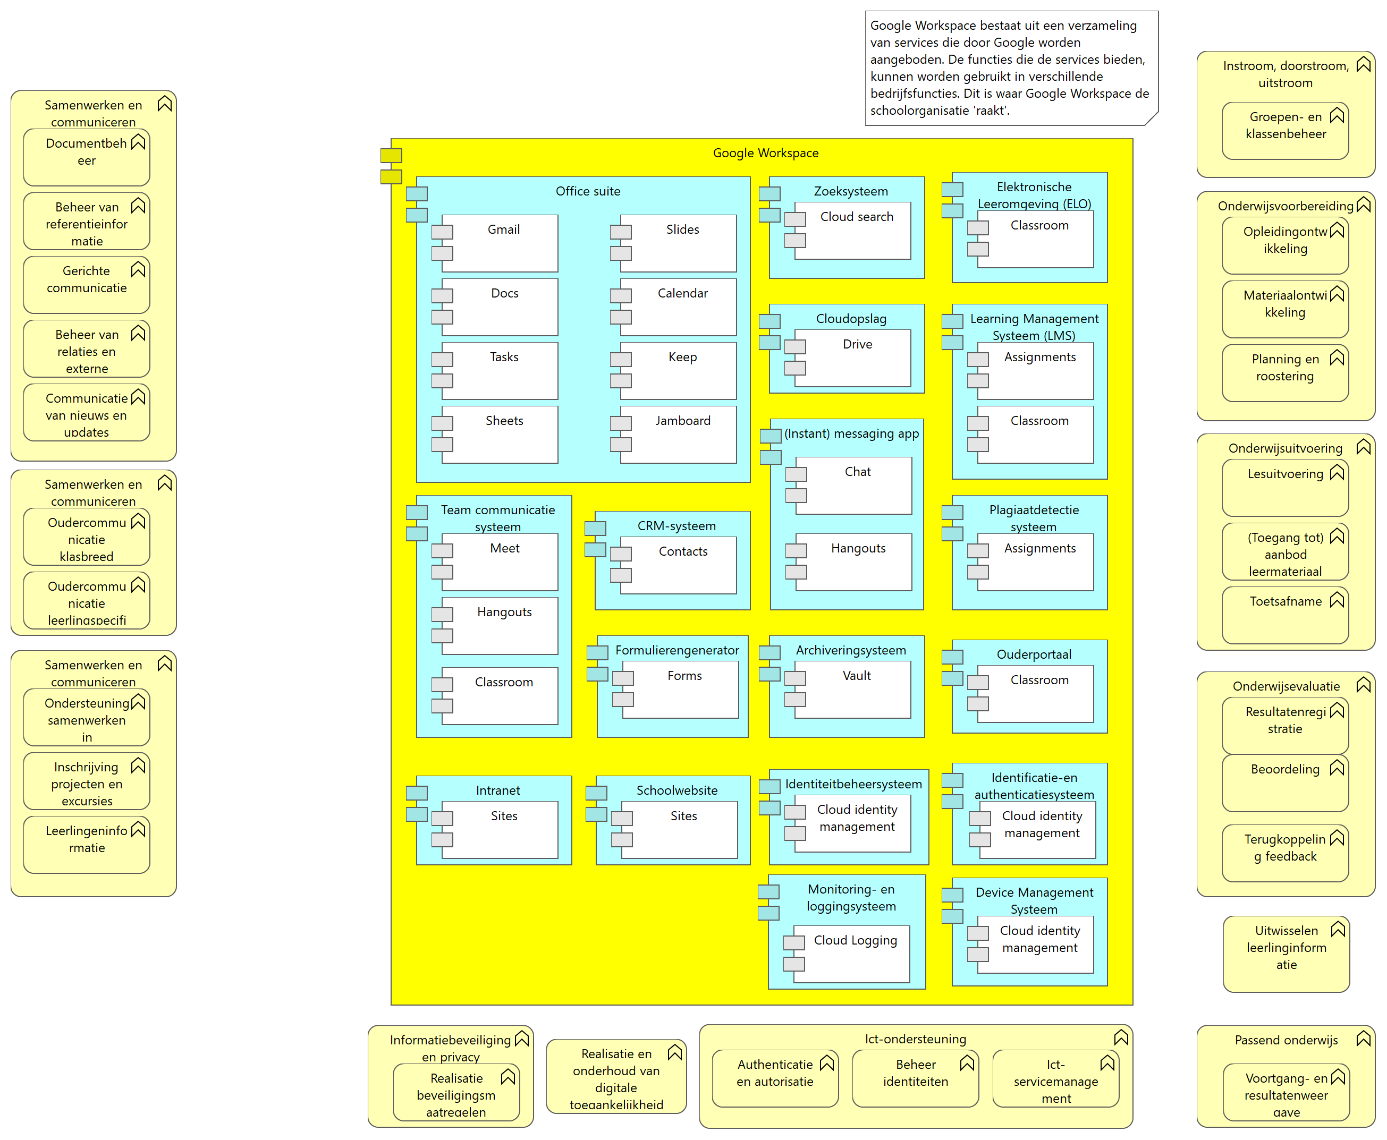 Google Workspace bestaat uit een verzameling
van services die door Google worden
aangeboden. De functies die de services bieden,
kunnen worden gebruikt in verschillende
bedrijfsfuncties. Dit is waar Google Workspace de
schoolorganisatie 'raakt'.
Samenwerken en
communiceren
Documentbeh
eer
Beheer van
referentieinfor
matie
Gerichte
communicatie
Beheer van
relaties en
externe
Communicatie
van nieuws en
updates
Samenwerken en
communiceren
Oudercommu
nicatie
klasbreed
Oudercommu
nicatie
leerlingspecifi
Samenwerken en
communiceren
Ondersteuning
samenwerken
in
Inschrijving
projecten en
excursies
Leerlingeninfo
rmatie
Google Workspace
Office suite
Gmail
Slides
Docs
Calendar
Tasks
Keep
Sheets
Jamboard
Zoeksysteem
Cloud search
Elektronische
Leeromgeving (ELO)
Classroom
Cloudopslag
Drive
Learning Management
Systeem (LMS)
Assignments
Classroom
(Instant) messaging app
Chat
Hangouts
Team communicatie
systeem
Meet
Hangouts
Classroom
CRM-systeem
Contacts
Plagiaatdetectie
systeem
Assignments
Formulierengenerator
Forms
Archiveringsysteem
Vault
Ouderportaal
Classroom
Intranet
Sites
Schoolwebsite
Sites
Identiteitbeheersysteem
Cloud identity
management
Identificatie-en
authenticatiesysteem
Cloud identity
management
Monitoring- en
loggingsysteem
Cloud Logging
Device Management
Systeem
Cloud identity
management
Instroom, doorstroom,
uitstroom
Groepen- en
klassenbeheer
Onderwijsvoorbereiding
Opleidingontw
ikkeling
Materiaalontwi
kkeling
Planning en
roostering
Onderwijsuitvoering
Lesuitvoering
(Toegang tot)
aanbod
leermateriaal
Toetsafname
Onderwijsevaluatie
Resultatenregi
stratie
Beoordeling
Terugkoppelin
g feedback
Uitwisselen
leerlinginform
atie
Informatiebeveiliging
en privacy
Realisatie
beveiligingsm
aatregelen
Realisatie en
onderhoud van
digitale
toegankelijkheid
Ict-ondersteuning
Authenticatie
en autorisatie
Beheer
identiteiten
Ict-
servicemanage
ment
Passend onderwijs
Voortgang- en
resultatenweer
gave